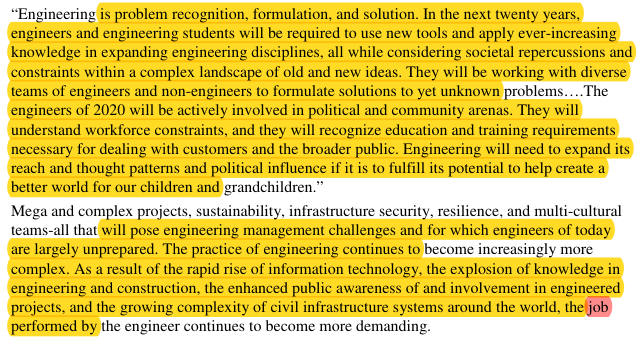 “Engineering is problem recognition, formulation, and solution. In the next twenty years,
engineers and engineering students will be required to use new tools and apply ever-increasing
knowledge in expanding engineering disciplines, all while considering societal repercussions and
constraints within a complex landscape of old and new ideas. They will be working with diverse
teams of engineers and non-engineers to formulate solutions to yet unknown problems….The
engineers of 2020 will be actively involved in political and community arenas. They will
understand workforce constraints, and they will recognize education and training requirements
necessary for dealing with customers and the broader public. Engineering will need to expand its
reach and thought patterns and political influence if it is to fulfill its potential to help create a
better world for our children and grandchildren.”
Mega and complex projects, sustainability, infrastructure security, resilience, and multi-cultural
teams-all that will pose engineering management challenges and for which engineers of today
are largely unprepared. The practice of engineering continues to become increasingly more
complex. As a result of the rapid rise of information technology, the explosion of knowledge in
engineering and construction, the enhanced public awareness of and involvement in engineered
projects, and the growing complexity of civil infrastructure systems around the world, the job
performed by the engineer continues to become more demanding.